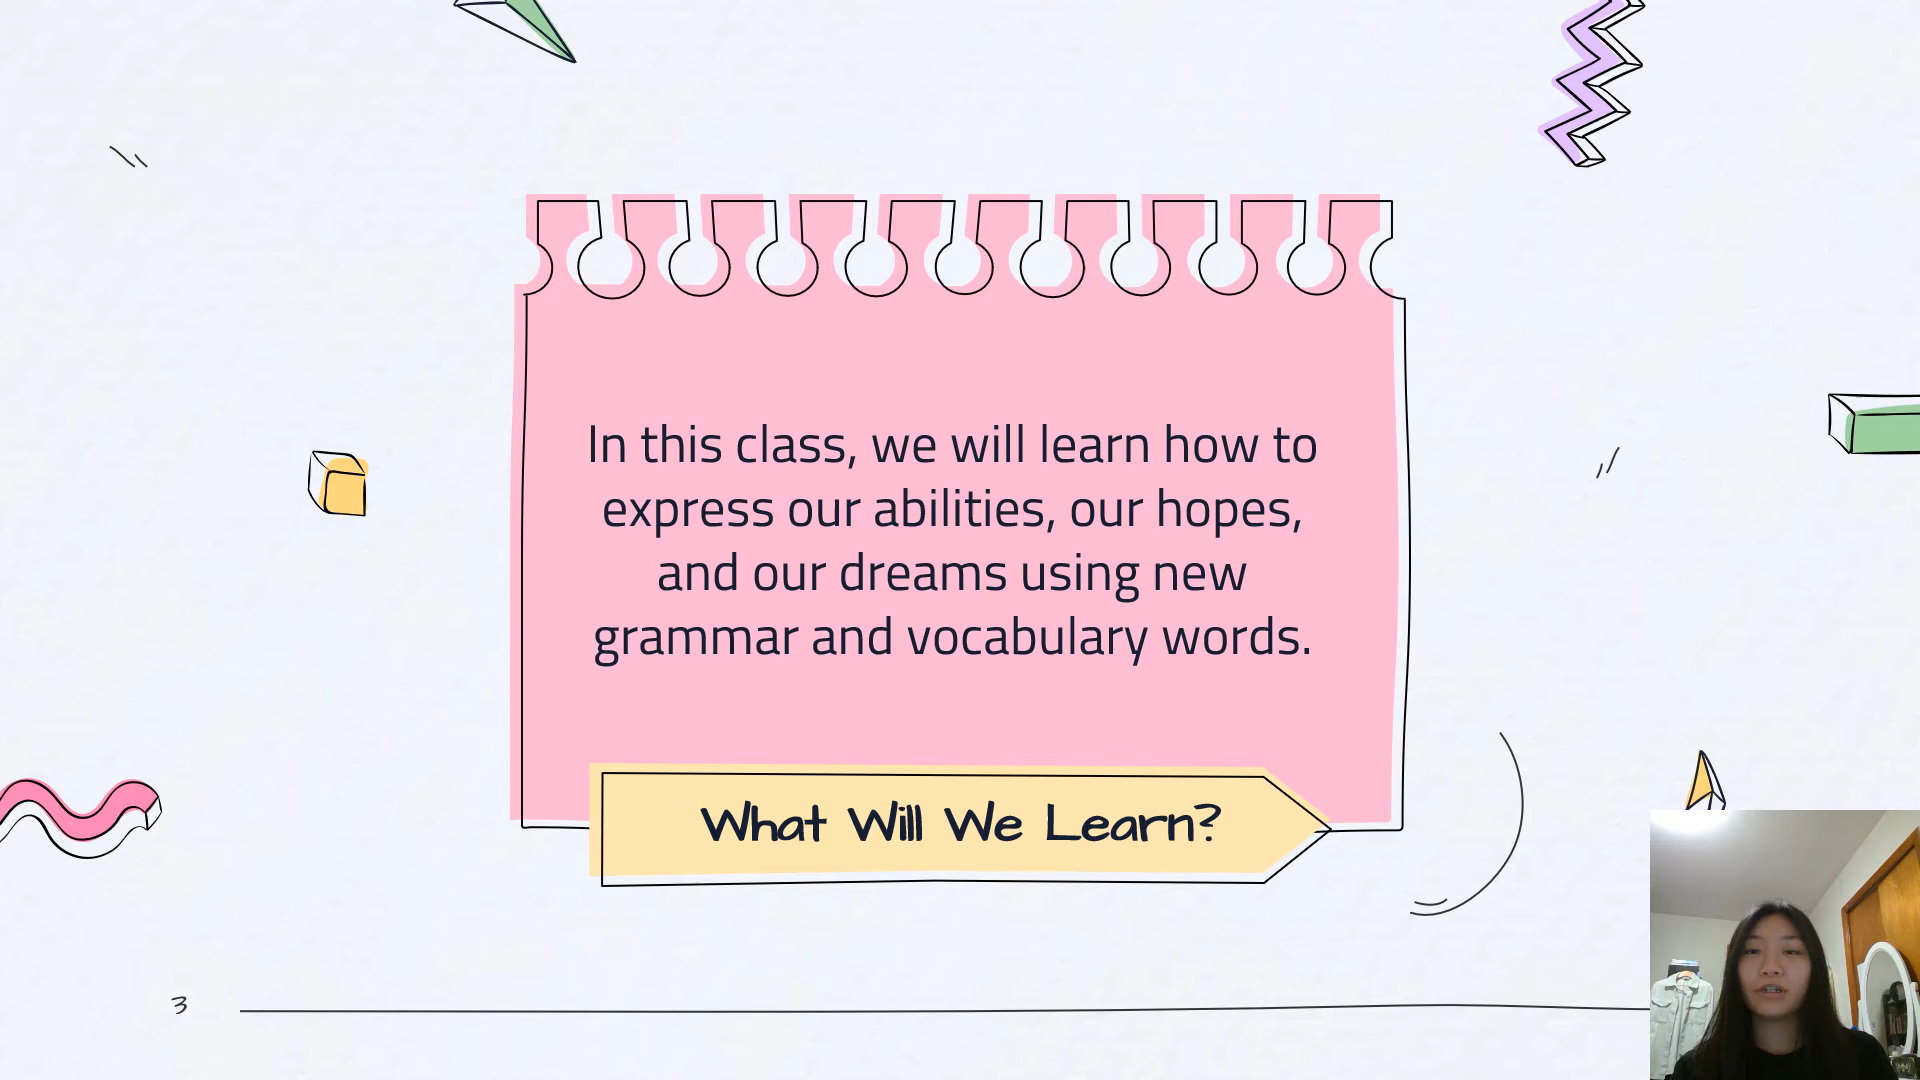 In this class, we will learn how to
express our abilities, our hopes,
and our dreams using new
grammar and vocabulary words.
What Will We Learn?
3